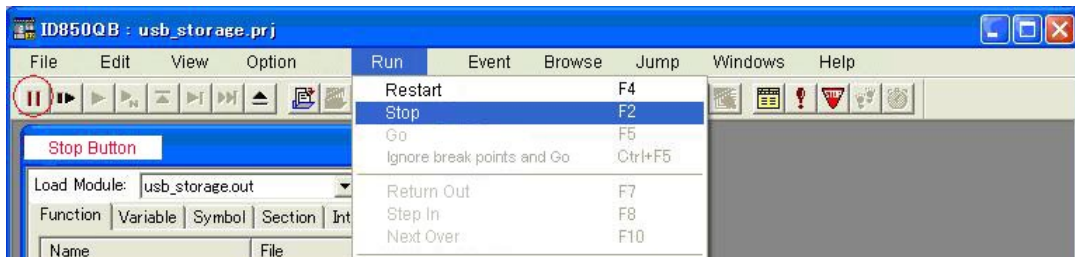 ID850QB : usb_storage.prj
File Edit View Option Run Event Browse Jump Windows Help
Restart F4
Stop F2
Go F5
Ignore break points and Go Ctrl+F5
Return Out F7
Step In F8
Next Over F10
Stop Button
Load Module: usb_storage.out
Function Variable Symbol Section Int
Name File